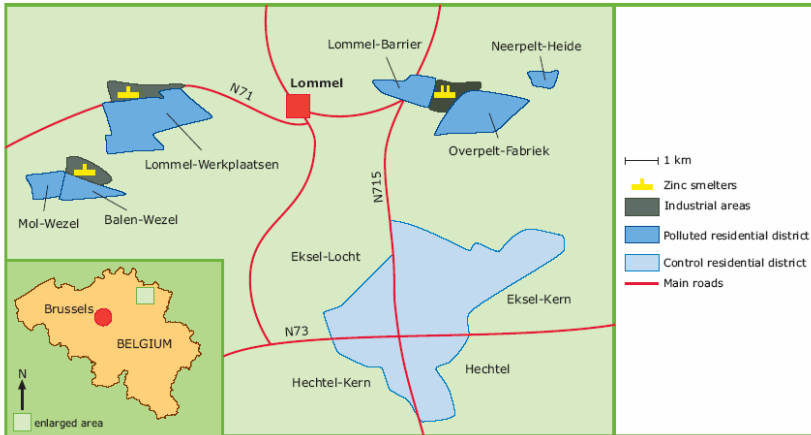 Lommel-Barrier
Neerpelt-Heide
N71
Lommel
Lommel-Werkplaatsen
Overpelt-Fabriek
Mol-Wezel
Balen-Wezel
N715
Eksel-Locht
Eksel-Kern
N73
Hechtel-Kern
Hechtel
Brussels
BELGIUM
N
enlarged area
1 km
Zinc smelters
Industrial areas
Polluted residential district
Control residential district
Main roads